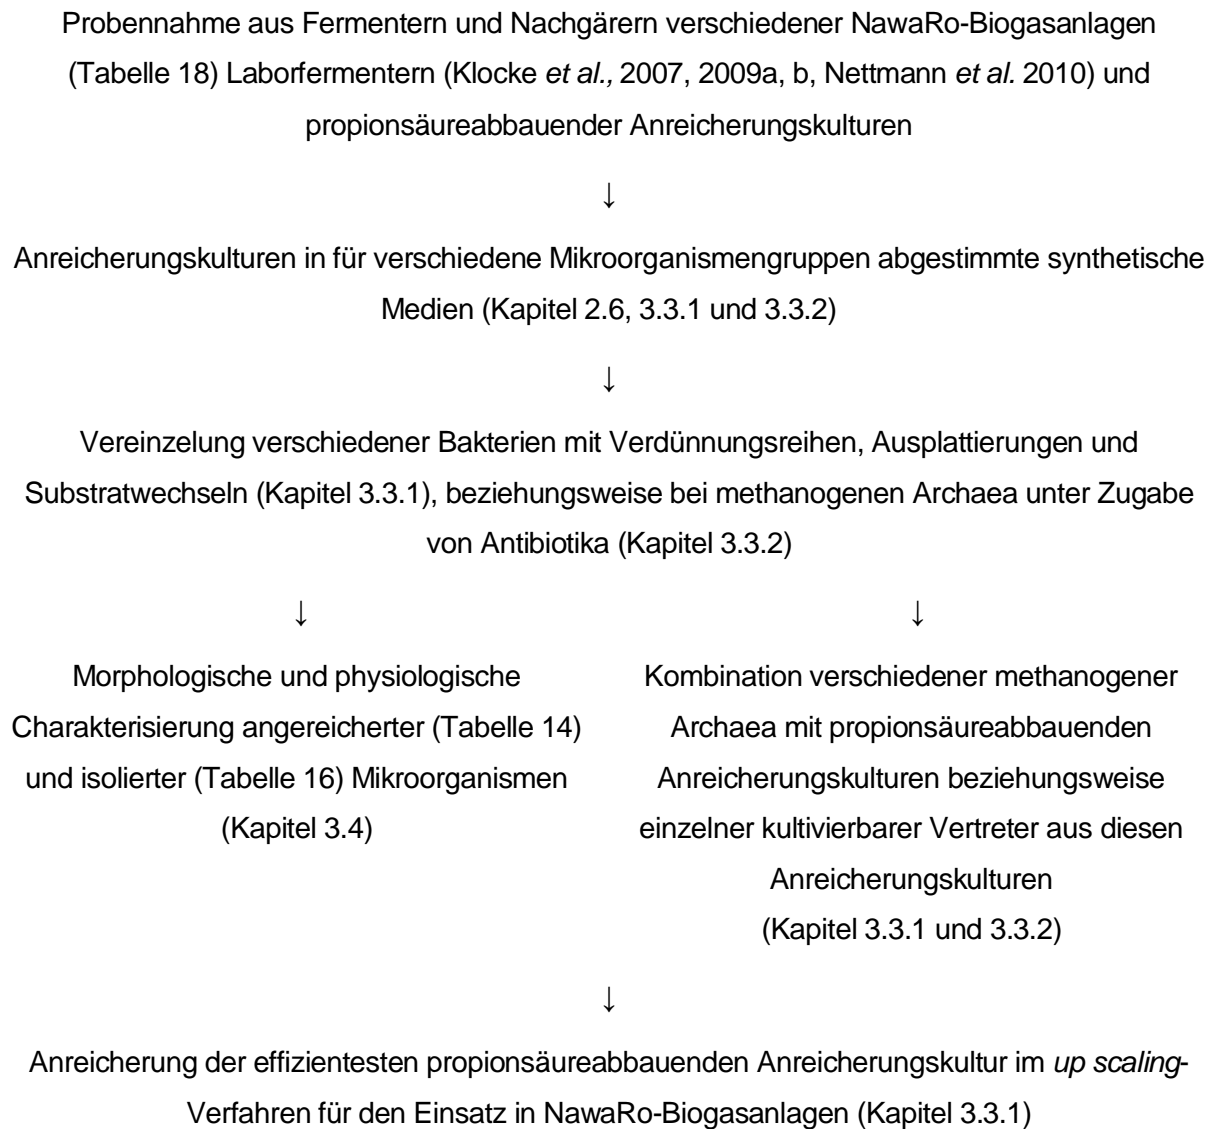 Probennahme aus Fermentern und Nachgärern verschiedener NawaRo-Biogasanlagen
(Tabelle 18) Laborfermentern (Klocke et al., 2007, 2009a, b, Nettmann et al. 2010) und
propionsäureabbauender Anreicherungskulturen
↓
Anreicherungskulturen in für verschiedene Mikroorganismengruppen abgestimmte synthetische
Medien (Kapitel 2.6, 3.3.1 und 3.3.2)
↓
Vereinzelung verschiedener Bakterien mit Verdünnungsreihen, Ausplattierungen und
Substratwechseln (Kapitel 3.3.1), beziehungsweise bei methanogenen Archaea unter Zugabe
von Antibiotika (Kapitel 3.3.2)
↓
Morphologische und physiologische
Charakterisierung angereicherter (Tabelle 14)
und isolierter (Tabelle 16) Mikroorganismen
(Kapitel 3.4)
↓
Kombination verschiedener methanogener
Archaea mit propionsäureabbauenden
Anreicherungskulturen beziehungsweise
einzelner kultivierbarer Vertreter aus diesen
Anreicherungskulturen
(Kapitel 3.3.1 und 3.3.2)
↓
Anreicherung der effizientesten propionsäureabbauenden Anreicherungskultur im up scaling-
Verfahren für den Einsatz in NawaRo-Biogasanlagen (Kapitel 3.3.1)